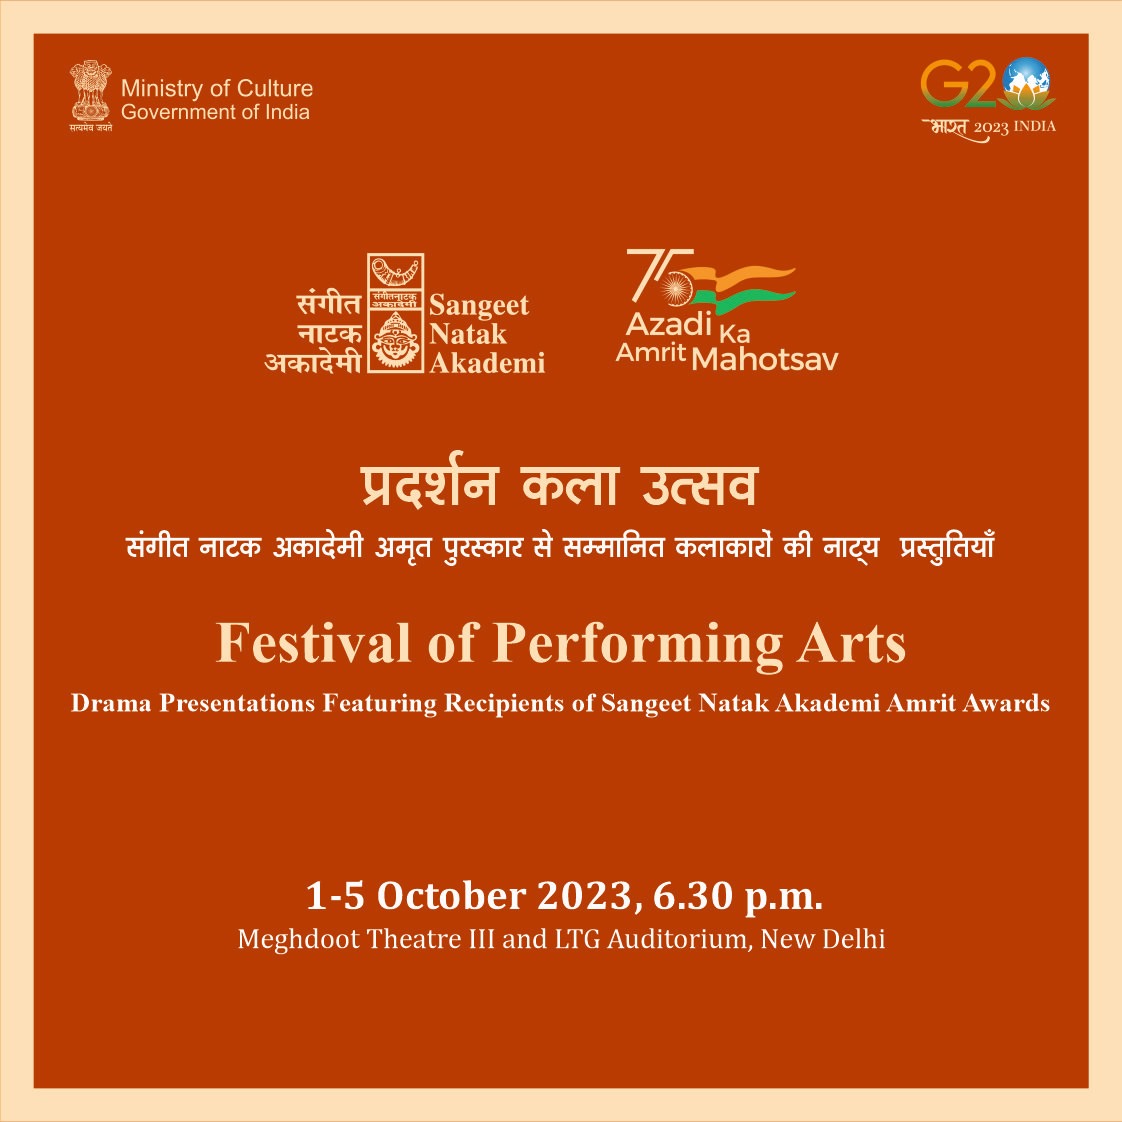 Ministry of Culture
Government of India
सत्यमेव जयते
G20
भारत 2023 INDIA
संगीत
नाटक
अकादेमी
संगीत नाटक
अकादेमी
Sangeet
Natak
Akademi
75
Azadi Ka
Amrit Mahotsav
प्रदर्शन कला उत्सव
संगीत नाटक अकादेमी अमृत पुरस्कार से सम्मानित कलाकारों की नाट्य प्रस्तुतियाँ
Festival of Performing Arts
Drama Presentations Featuring Recipients of Sangeet Natak Akademi Amrit Awards
1-5 October 2023, 6.30 p.m.
Meghdoot Theatre III and LTG Auditorium, New Delhi